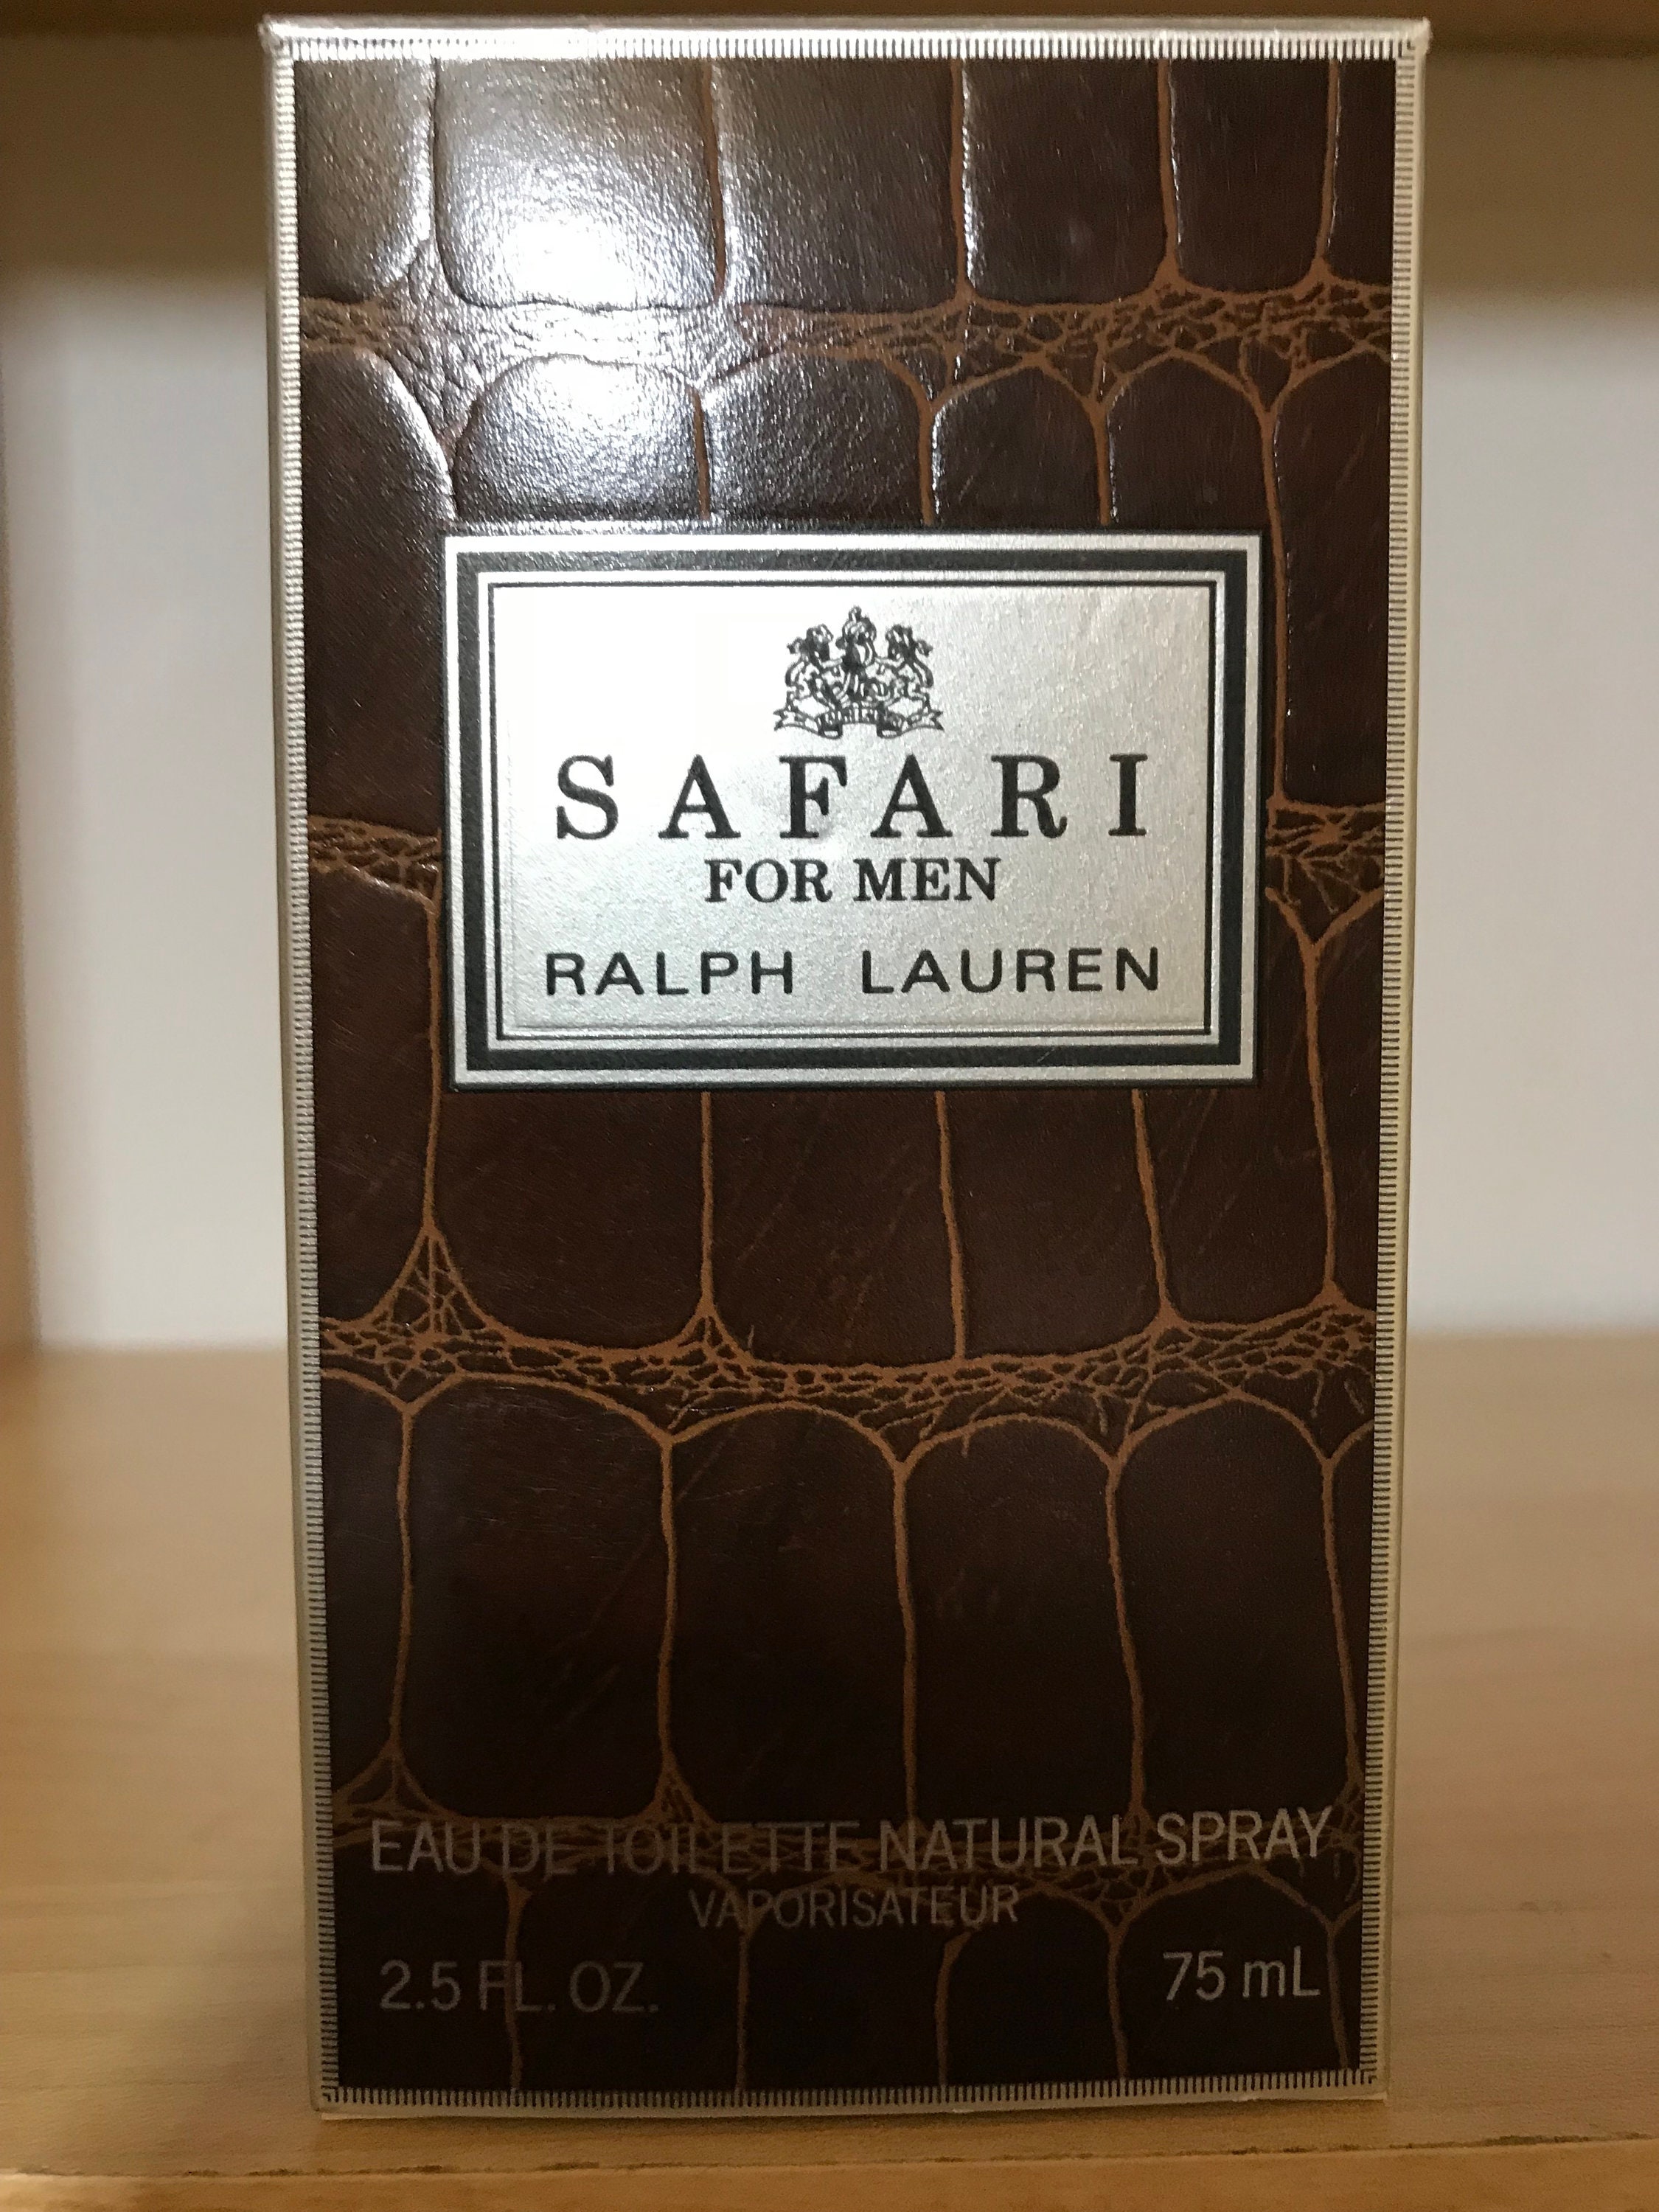 SAFARI
FOR MEN
RALPH LAUREN
EAU DE TOILETTE NATURAL SPRAY
VAPORISATEUR
2.5 FL. OZ. 75 mL